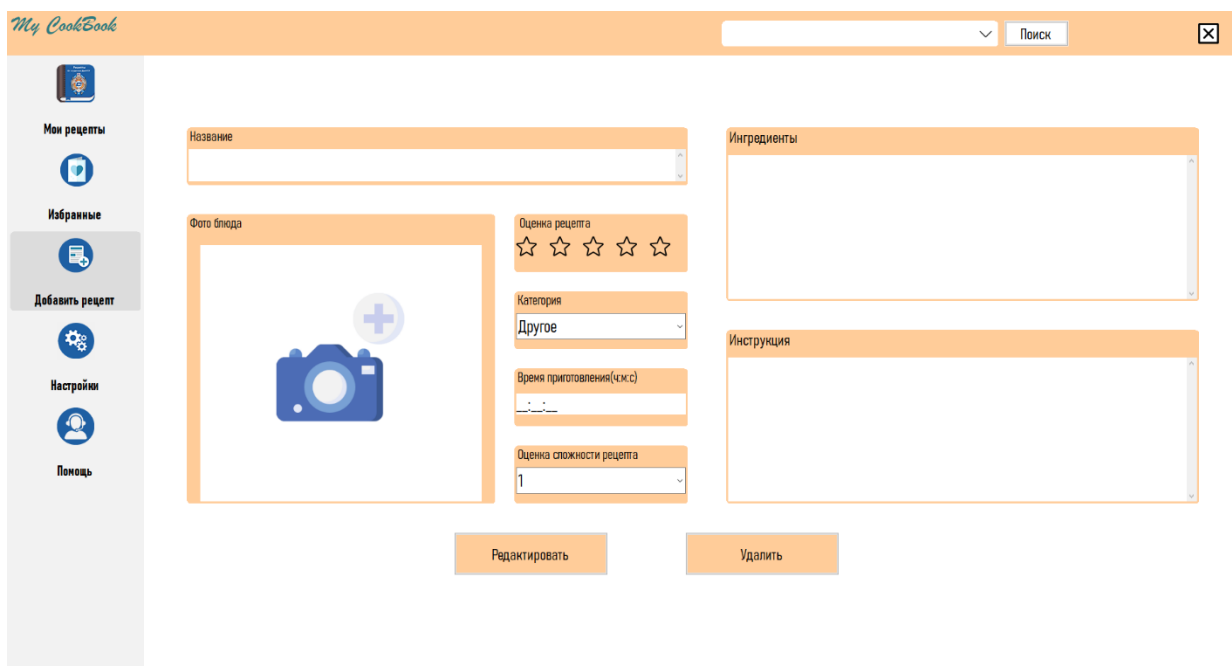 My CookBook
Поиск
Мои рецепты
Избранные
Добавить рецепт
Настройки
Помощь
Название
Фото блюда
Оценка рецепта
Категория
Другое
Время приготовления(ч:м:с)
__:__:__
Оценка сложности рецепта
1
Ингредиенты
Инструкция
Редактировать
Удалить